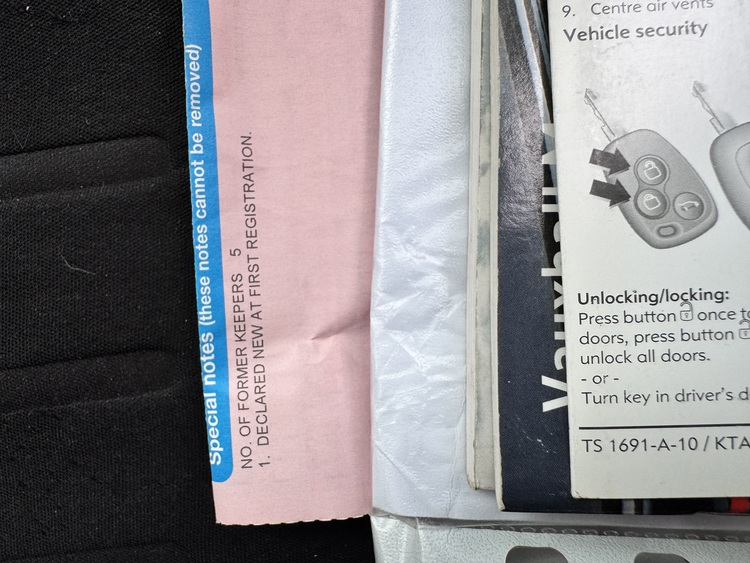 Special notes (these notes cannot be removed)
NO. OF FORMER KEEPERS 5
1. DECLARED NEW AT FIRST REGISTRATION.
Vauxhall
9. Centre air vents
Vehicle security
Unlocking/locking:
Press button once to
doors, press button
unlock all doors.
- or -
Turn key in driver's d
TS 1691-A-10 / KTA